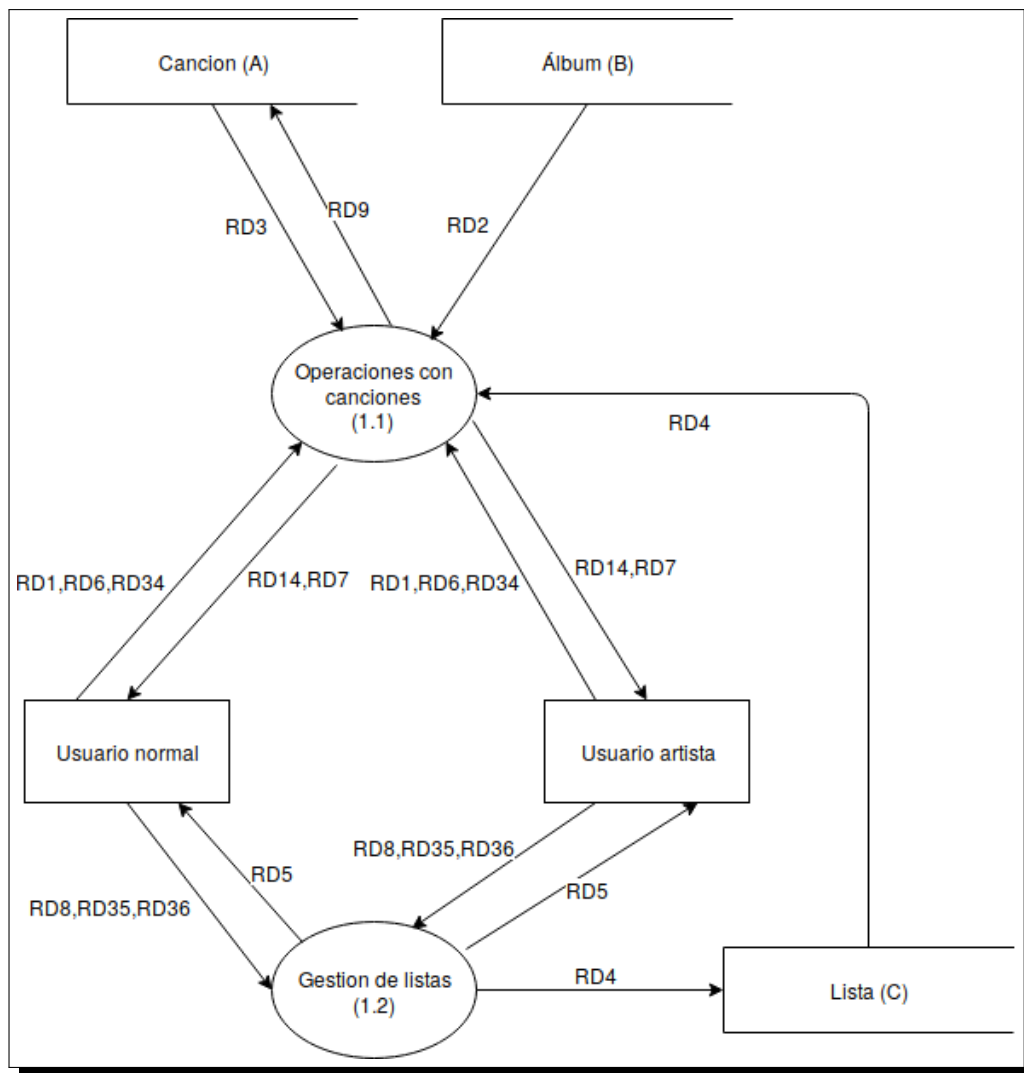 Cancion (A)
Álbum (B)
RD3
RD9
RD2
Operaciones con
canciones
(1.1)
RD4
RD1,RD6,RD34
RD14,RD7
RD1,RD6,RD34
RD14,RD7
Usuario normal
Usuario artista
RD8,RD35,RD36
RD5
RD8,RD35,RD36
RD5
Gestion de listas
(1.2)
RD4
Lista (C)